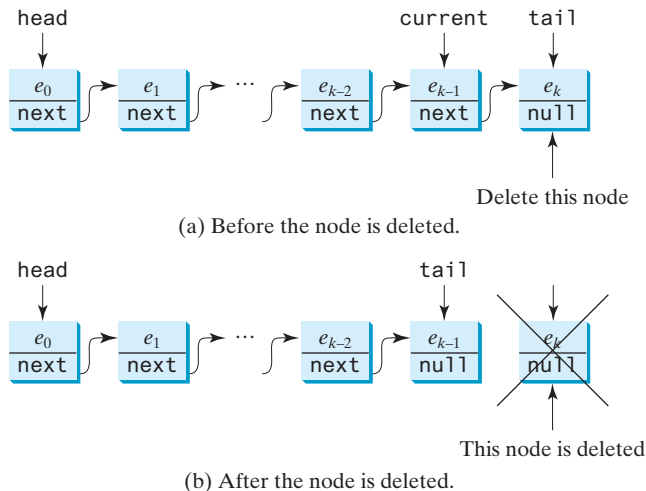 head current tail
e0 e1 ... ek–2 ek–1 ek
next next next next null
Delete this node
(a) Before the node is deleted.
head tail
e0 e1 ... ek–2 ek–1 ek
next next next null null
This node is deleted
(b) After the node is deleted.